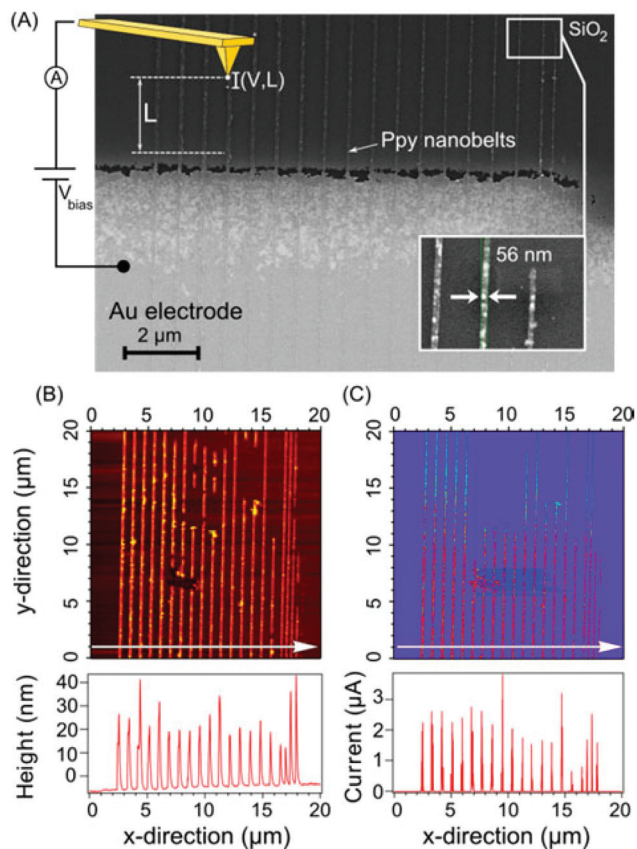 (A)
SiO2
A
I(V,L)
L
Ppy nanobelts
Vbias
56 nm
Au electrode
2 µm
(B)
(C)
0 5 10 15 20
0 5 10 15 20
20
15
10
5
0
y-direction (µm)
20
15
10
5
0
40
30
20
10
0
Height (nm)
3
2
1
0
Current (µA)
0 5 10 15 20
0 5 10 15 20
x-direction (µm)
x-direction (µm)